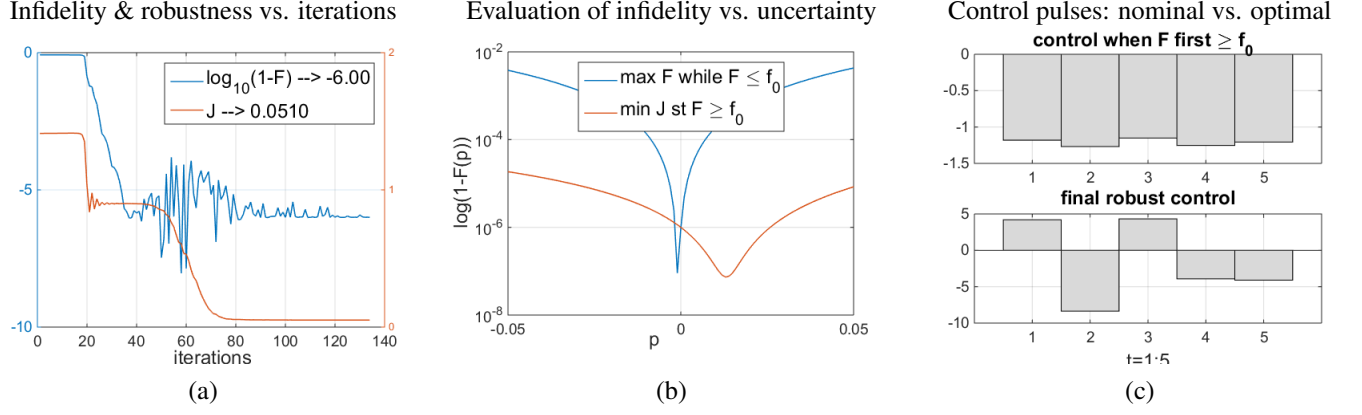 Infidelity & robustness vs. iterations
0
-5
-10
2
1
0
log10(1-F) --> -6.00
J --> 0.0510
0 20 40 60 80 100 120 140
iterations
(a)
Evaluation of infidelity vs. uncertainty
10-2
10-4
10-6
10-8
log(1-F(p))
max F while F ≤ f0
min J st F ≥ f0
-0.05 0 0.05
p
(b)
Control pulses: nominal vs. optimal
control when F first ≥ f0
0
-0.5
-1
-1.5
1 2 3 4 5
final robust control
5
0
-5
-10
1 2 3 4 5
t=1:5
(c)